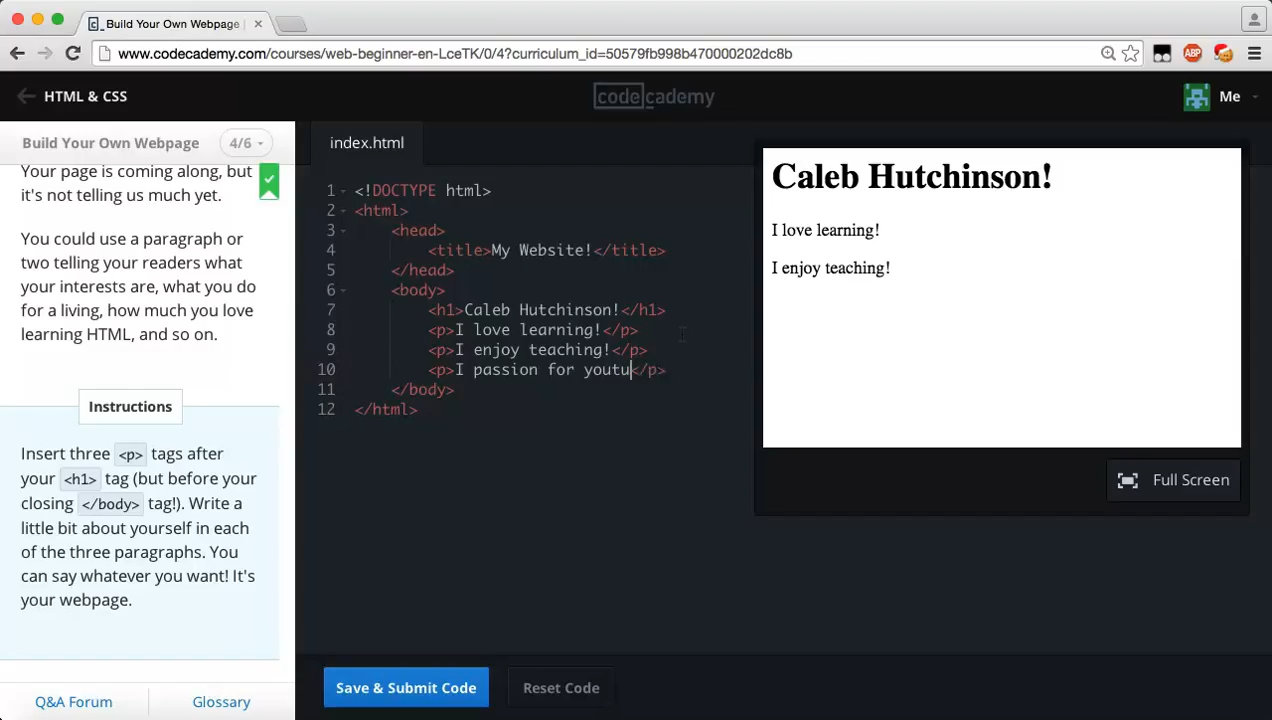 Build Your Own Webpage
www.codecademy.com/courses/web-beginner-en-LceTK/0/4?curriculum_id=50579fb998b470000202dc8b
ABP
HTML & CSS
codecademy
Me
Build Your Own Webpage 4/6
Your page is coming along, but
it's not telling us much yet.
You could use a paragraph or
two telling your readers what
your interests are, what you do
for a living, how much you love
learning HTML, and so on.
Instructions
Insert three <p> tags after
your <h1> tag (but before your
closing </body> tag!). Write a
little bit about yourself in each
of the three paragraphs. You
can say whatever you want! It's
your webpage.
Q&A Forum
Glossary
index.html
1 <!DOCTYPE html>
2 <html>
3 <head>
4 <title>My Website!</title>
5 </head>
6 <body>
7 <h1>Caleb Hutchinson!</h1>
8 <p>I love learning!</p>
9 <p>I enjoy teaching!</p>
10 <p>I passion for youtu</p>
11 </body>
12 </html>
Caleb Hutchinson!
I love learning!
I enjoy teaching!
Full Screen
Save & Submit Code
Reset Code